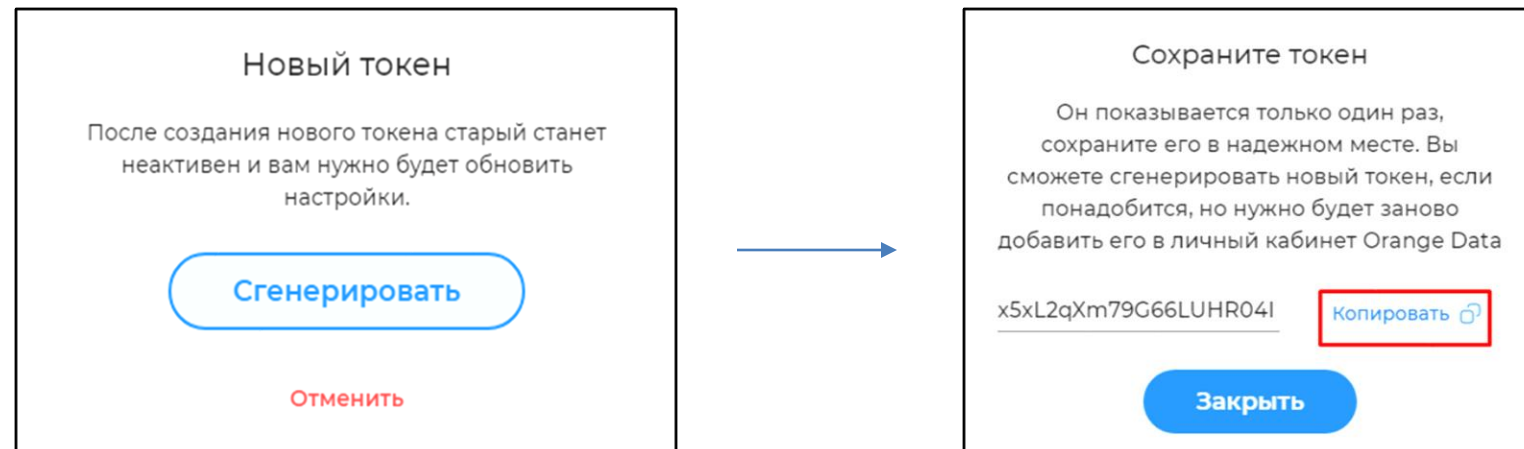 Новый токен
После создания нового токена старый станет
неактивен и вам нужно будет обновить
настройки.
Сгенерировать
Отменить
Сохраните токен
Он показывается только один раз,
сохраните его в надежном месте. Вы
сможете сгенерировать новый токен, если
понадобится, но нужно будет заново
добавить его в личный кабинет Orange Data
x5xL2qXm79G66LUHR04I
Копировать
Закрыть